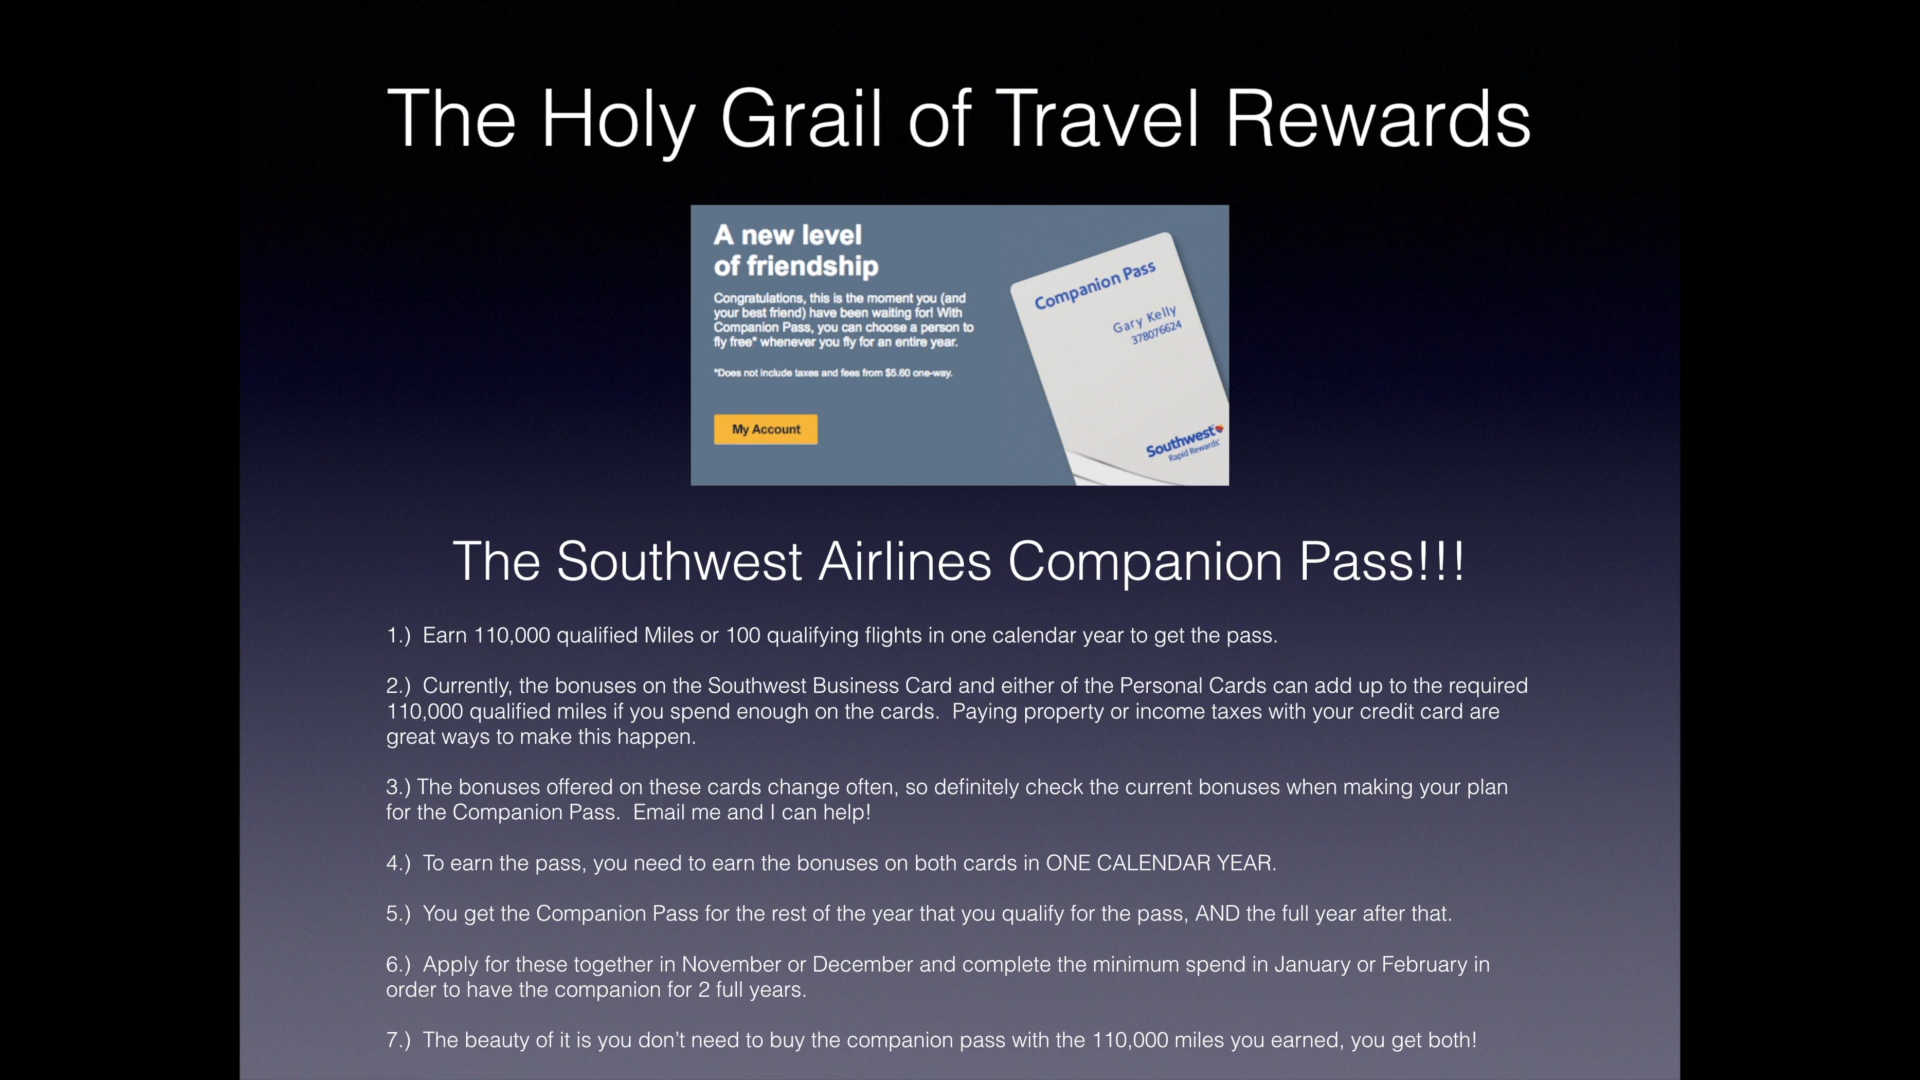 The Holy Grail of Travel Rewards
A new level
of friendship
Congratulations, this is the moment you (and
your best friend) have been waiting for! With
Companion Pass, you can choose a person to
fly free* whenever you fly for an entire year.
*Does not include taxes and fees from $5.60 one-way.
My Account
Companion Pass
Gary Kelly
378076624
Southwest
Rapid Rewards
The Southwest Airlines Companion Pass!!!
1.) Earn 110,000 qualified Miles or 100 qualifying flights in one calendar year to get the pass.
2.) Currently, the bonuses on the Southwest Business Card and either of the Personal Cards can add up to the required
110,000 qualified miles if you spend enough on the cards. Paying property or income taxes with your credit card are
great ways to make this happen.
3.) The bonuses offered on these cards change often, so definitely check the current bonuses when making your plan
for the Companion Pass. Email me and I can help!
4.) To earn the pass, you need to earn the bonuses on both cards in ONE CALENDAR YEAR.
5.) You get the Companion Pass for the rest of the year that you qualify for the pass, AND the full year after that.
6.) Apply for these together in November or December and complete the minimum spend in January or February in
order to have the companion for 2 full years.
7.) The beauty of it is you don't need to buy the companion pass with the 110,000 miles you earned, you get both!